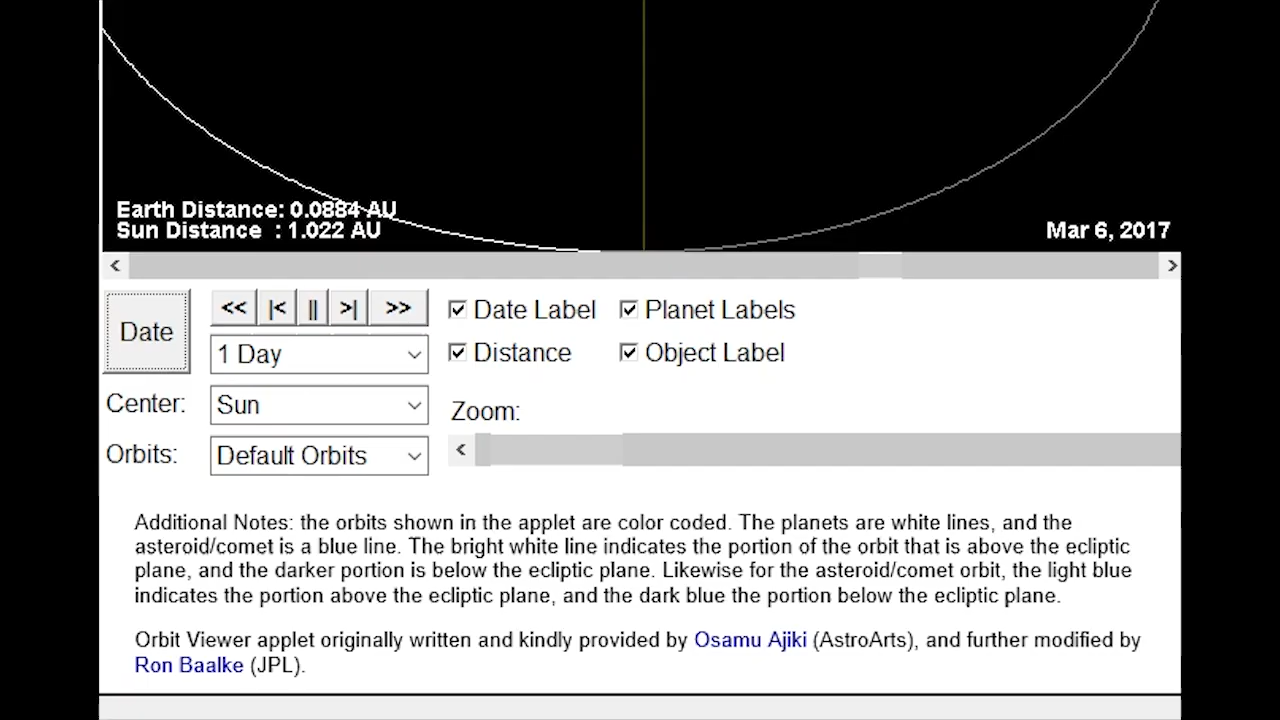 Earth Distance: 0.0884 AU
Sun Distance : 1.022 AU
Mar 6, 2017
<
>
Date
<< |< || >| >>
Date Label
Planet Labels
1 Day
Distance
Object Label
Center:
Sun
Zoom:
Orbits:
Default Orbits
<
Additional Notes: the orbits shown in the applet are color coded. The planets are white lines, and the
asteroid/comet is a blue line. The bright white line indicates the portion of the orbit that is above the ecliptic
plane, and the darker portion is below the ecliptic plane. Likewise for the asteroid/comet orbit, the light blue
indicates the portion above the ecliptic plane, and the dark blue the portion below the ecliptic plane.
Orbit Viewer applet originally written and kindly provided by Osamu Ajiki (AstroArts), and further modified by
Ron Baalke (JPL).